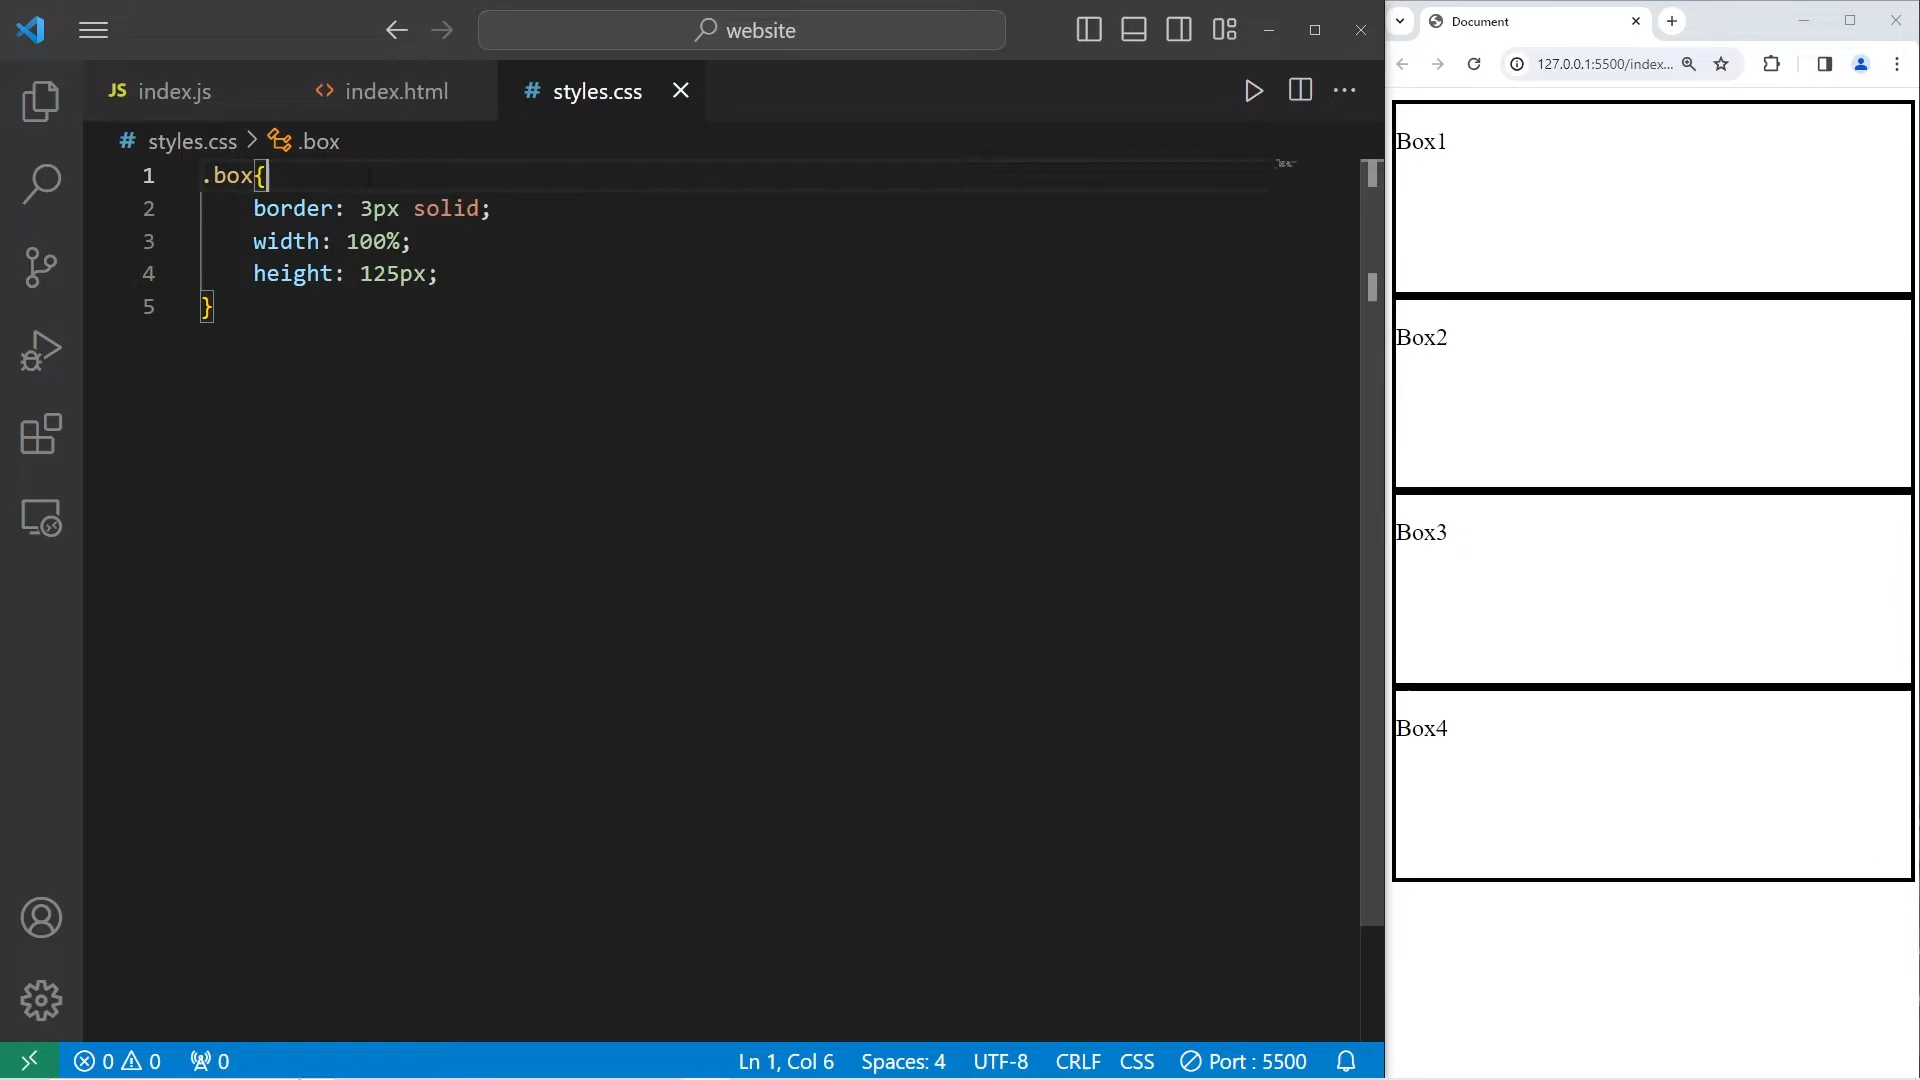 website
JS index.js
<> index.html
# styles.css
# styles.css > .box
1 .box{
2 border: 3px solid;
3 width: 100%;
4 height: 125px;
5 }
0 0 0
Ln 1, Col 6
Spaces: 4
UTF-8
CRLF
CSS
Port : 5500
Document
127.0.0.1:5500/index...
Box1
Box2
Box3
Box4